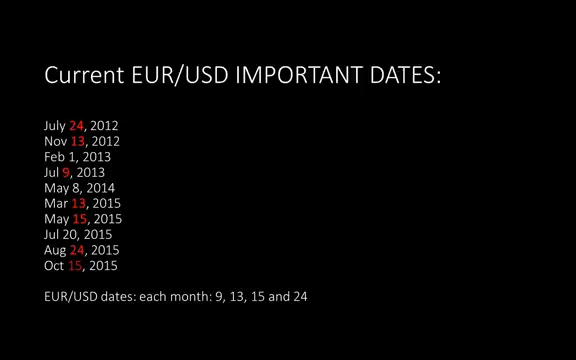 Current EUR/USD IMPORTANT DATES:
July 24, 2012
Nov 13, 2012
Feb 1, 2013
Jul 9, 2013
May 8, 2014
Mar 13, 2015
May 15, 2015
Jul 20, 2015
Aug 24, 2015
Oct 15, 2015
EUR/USD dates: each month: 9, 13, 15 and 24